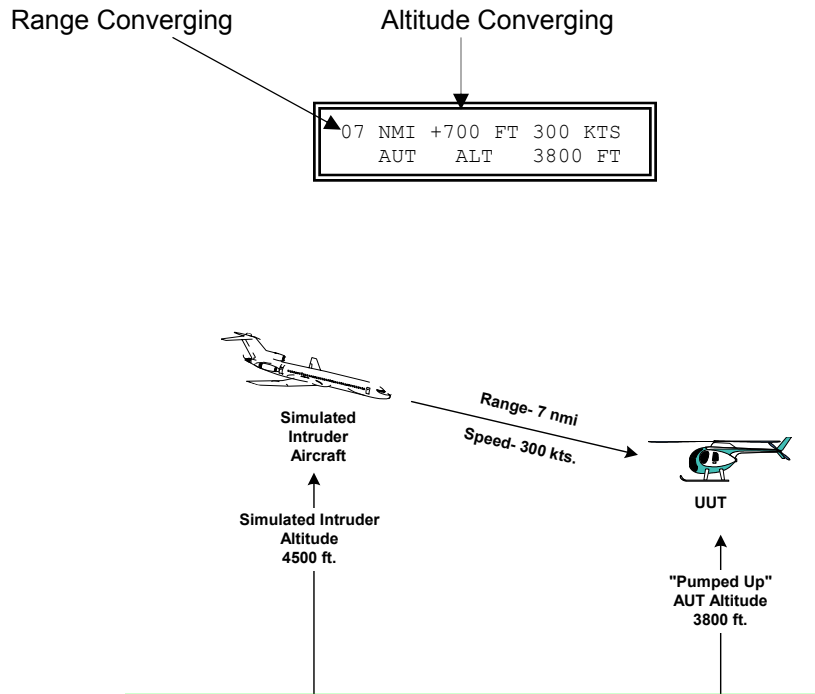 Range Converging
Altitude Converging
07 NMI +700 FT 300 KTS
AUT ALT 3800 FT
Range- 7 nmi
Speed- 300 kts.
Simulated
Intruder
Aircraft
UUT
Simulated Intruder
Altitude
4500 ft.
"Pumped Up"
AUT Altitude
3800 ft.